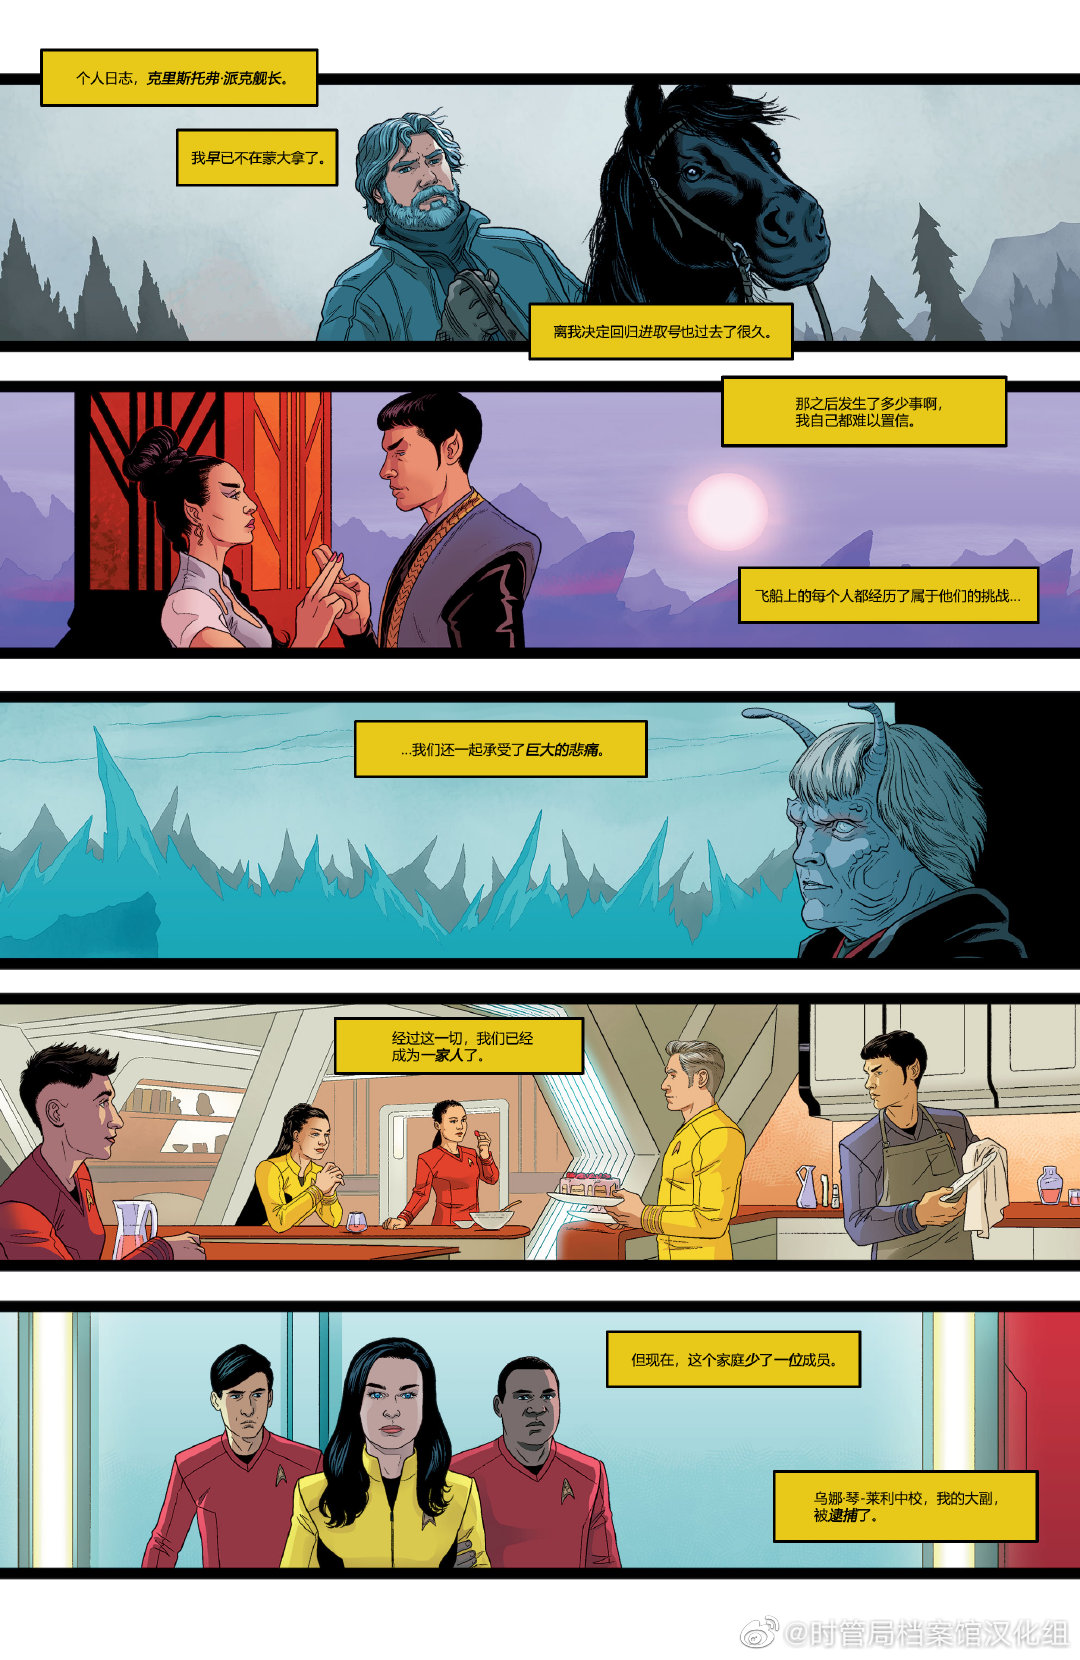 个人日志，克里斯托弗·派克舰长。
我早已不在蒙大拿了。
离我决定回归进取号也过去了很久。
那之后发生了多少事啊，
我自己都难以置信。
飞船上的每个人都经历了属于他们的挑战...
...我们还一起承受了巨大的悲痛。
经过这一切，我们已经
成为一家人了。
但现在，这个家庭少了一位成员。
乌娜·琴-莱利中校，我的大副，
被逮捕了。
@时管局档案馆汉化组